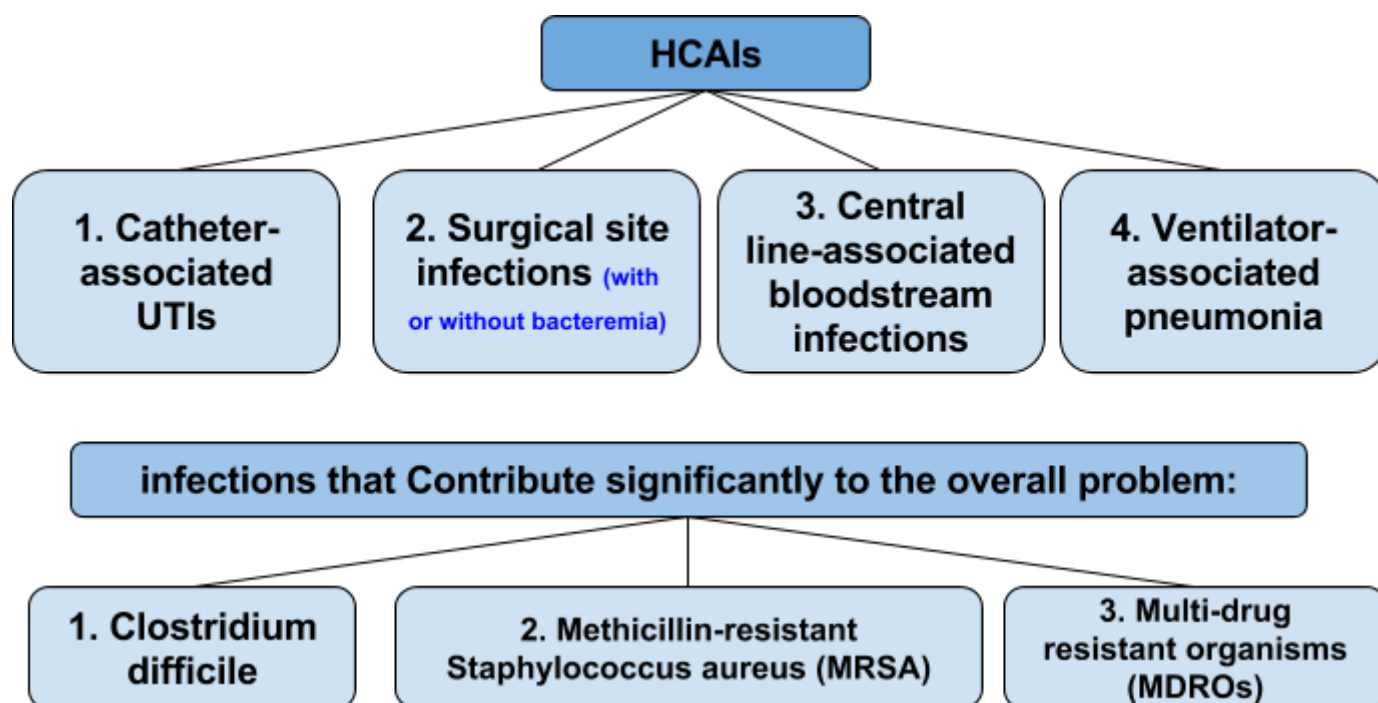 HCAIs
1. Catheter-
associated
UTIs
2. Surgical site
infections (with
or without bacteremia)
3. Central
line-associated
bloodstream
infections
4. Ventilator-
associated
pneumonia
infections that Contribute significantly to the overall problem:
1. Clostridium
difficile
2. Methicillin-resistant
Staphylococcus aureus (MRSA)
3. Multi-drug
resistant organisms
(MDROs)